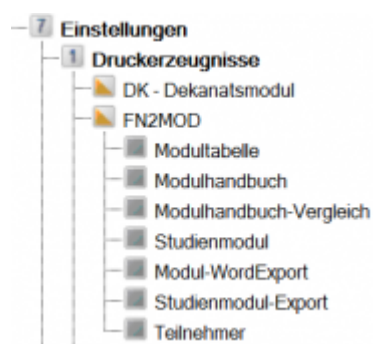 7 Einstellungen
1 Druckerzeugnisse
DK - Dekanatsmodul
FN2MOD
Modultabelle
Modulhandbuch
Modulhandbuch-Vergleich
Studienmodul
Modul-WordExport
Studienmodul-Export
Teilnehmer